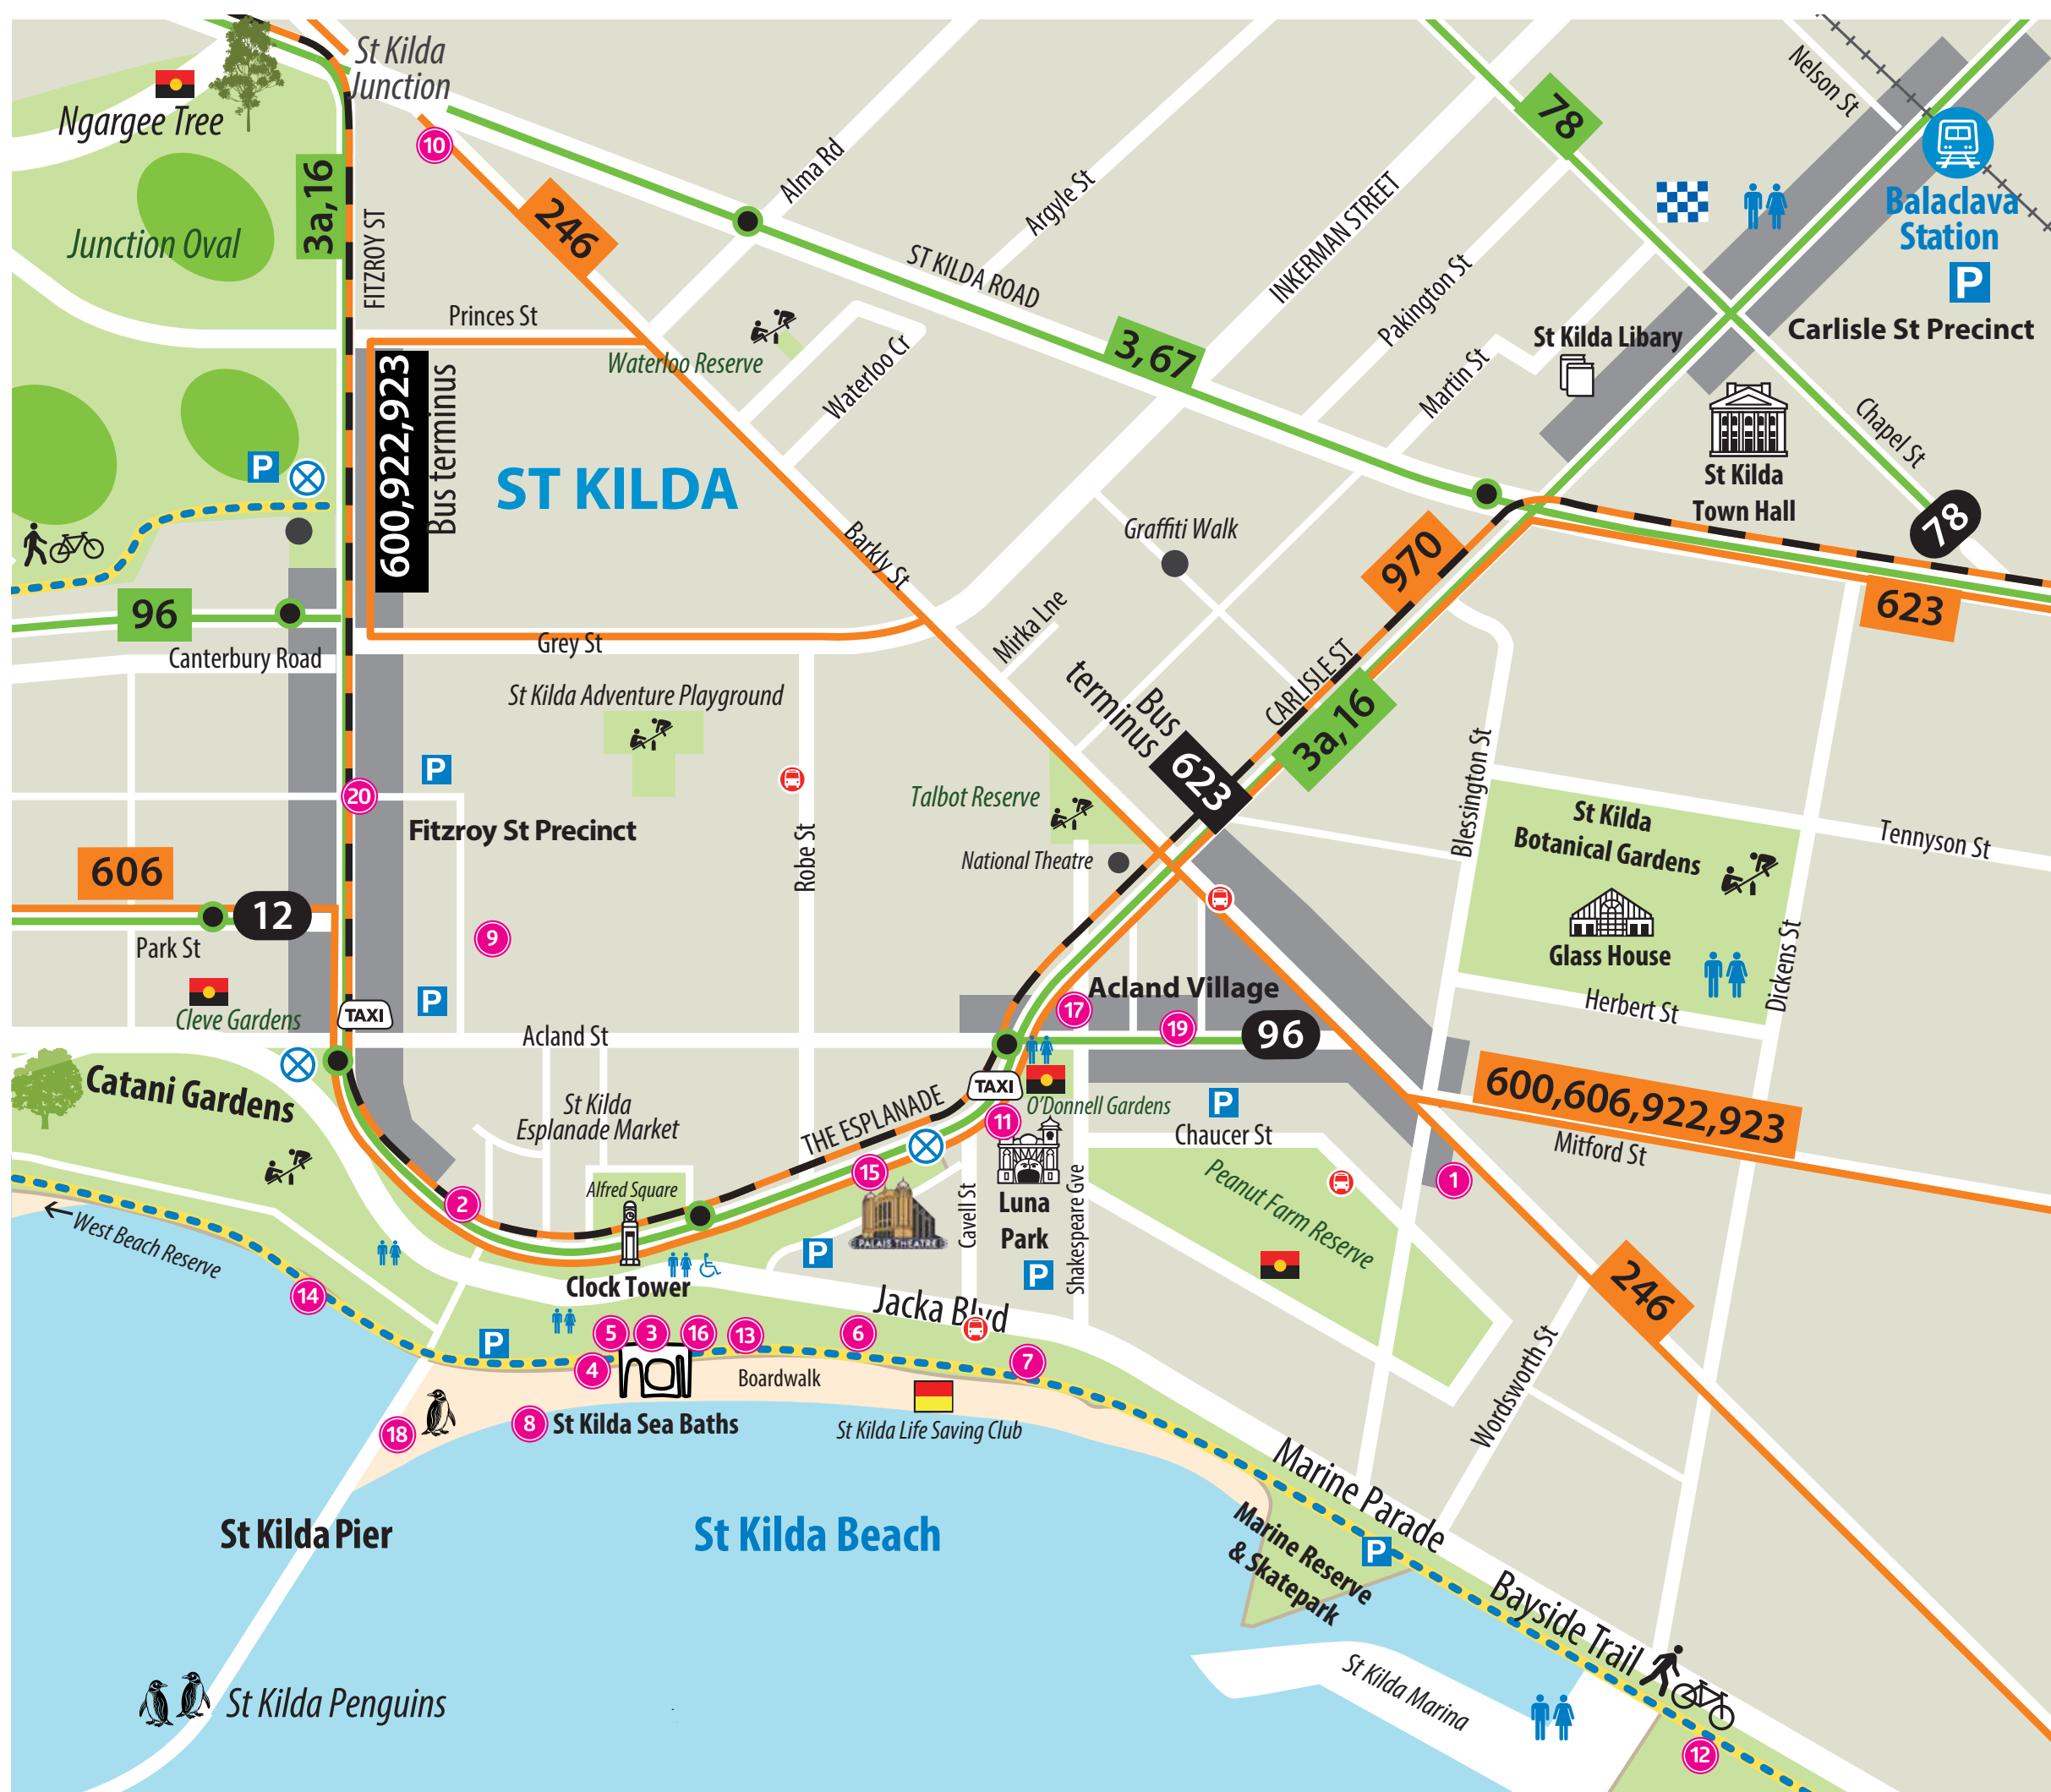 St Kilda
Junction
Ngargee Tree
10
3a,16
FITZROY ST
246
Junction Oval
Alma Rd
Argyle St
ST KILDA ROAD
INKERMAN STREET
78
Nelson St
Balaclava
Station
P
Carlisle St Precinct
Princes St
Waterloo Reserve
Waterloo Cr
3,67
Pakington St
Martin St
St Kilda Libary
St Kilda
Town Hall
Chapel St
78
600,922,923
Bus terminus
ST KILDA
P
Barkly St
Graffiti Walk
970
623
96
Canterbury Road
Grey St
Mirka Lne
CARLISLE ST
3a,16
Bus
terminus
623
St Kilda Adventure Playground
P
20
Fitzroy St Precinct
Robe St
Talbot Reserve
National Theatre
Blessington St
St Kilda
Botanical Gardens
Tennyson St
Glass House
Dickens St
Herbert St
606
12
Park St
9
Cleve Gardens
TAXI
P
Acland St
Acland Village
17
19
96
Catani Gardens
St Kilda
Esplanade Market
THE ESPLANADE
TAXI
O'Donnell Gardens
11
P
Chaucer St
600,606,922,923
Mitford St
1
Peanut Farm Reserve
2
Alfred Square
15
PALAIS THEATRE
Cavell St
Luna
Park
P
Shakespeare Gve
West Beach Reserve
14
Clock Tower
P
Jacka Blvd
246
P
5
3
16
13
6
7
4
Boardwalk
18
8
St Kilda Sea Baths
St Kilda Life Saving Club
Wordsworth St
Marine Parade
St Kilda Pier
St Kilda Beach
Marine Reserve
& Skatepark
P
Bayside Trail
St Kilda Penguins
St Kilda Marina
12